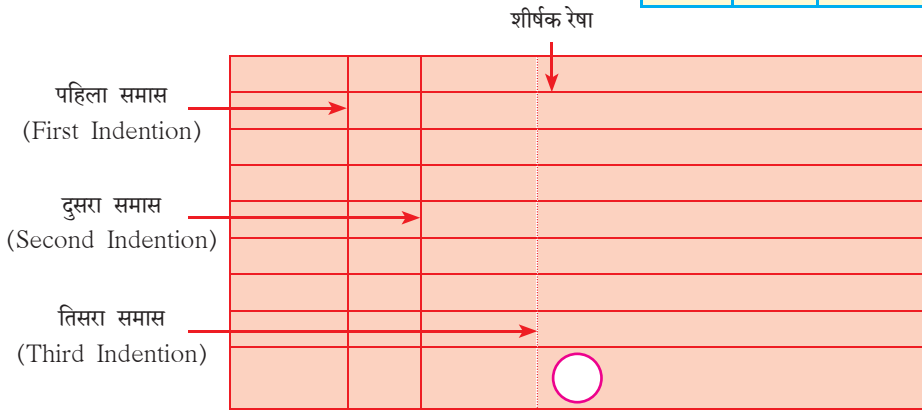 शीर्षक रेषा
पहिला समास
(First Indention)
दुसरा समास
(Second Indention)
तिसरा समास
(Third Indention)